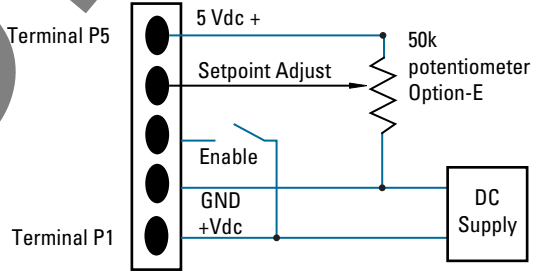 Terminal P5
5 Vdc +
50k
potentiometer
Option-E
Setpoint Adjust
Enable
GND
+Vdc
Terminal P1
DC
Supply